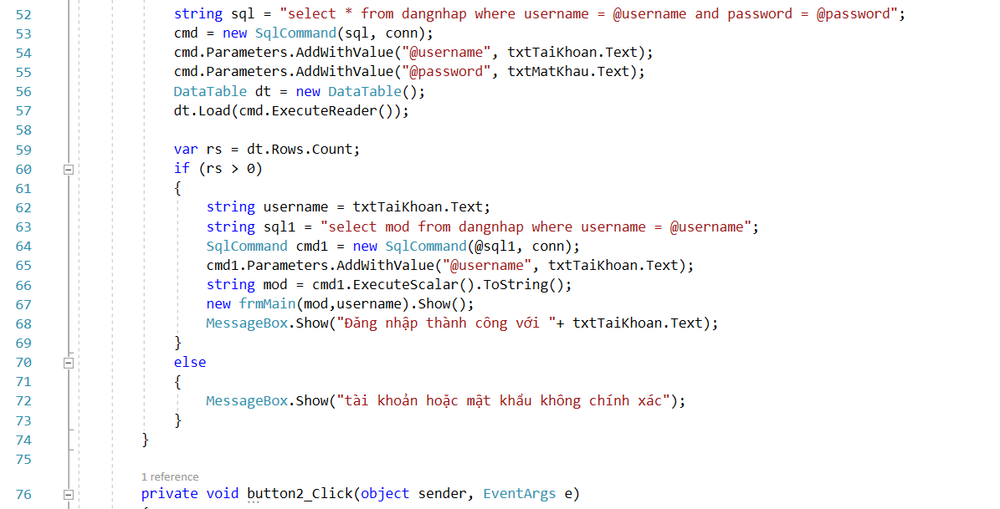 52 string sql = "select * from dangnhap where username = @username and password = @password";
53 cmd = new SqlCommand(sql, conn);
54 cmd.Parameters.AddWithValue("@username", txtTaiKhoan.Text);
55 cmd.Parameters.AddWithValue("@password", txtMatKhau.Text);
56 DataTable dt = new DataTable();
57 dt.Load(cmd.ExecuteReader());
58
59 var rs = dt.Rows.Count;
60 if (rs > 0)
61 {
62 string username = txtTaiKhoan.Text;
63 string sql1 = "select mod from dangnhap where username = @username";
64 SqlCommand cmd1 = new SqlCommand(@sql1, conn);
65 cmd1.Parameters.AddWithValue("@username", txtTaiKhoan.Text);
66 string mod = cmd1.ExecuteScalar().ToString();
67 new frmMain(mod,username).Show();
68 MessageBox.Show("Đăng nhập thành công với "+ txtTaiKhoan.Text);
69 }
70 else
71 {
72 MessageBox.Show("tài khoản hoặc mật khẩu không chính xác");
73 }
74 }
75
1 reference
76 private void button2_Click(object sender, EventArgs e)